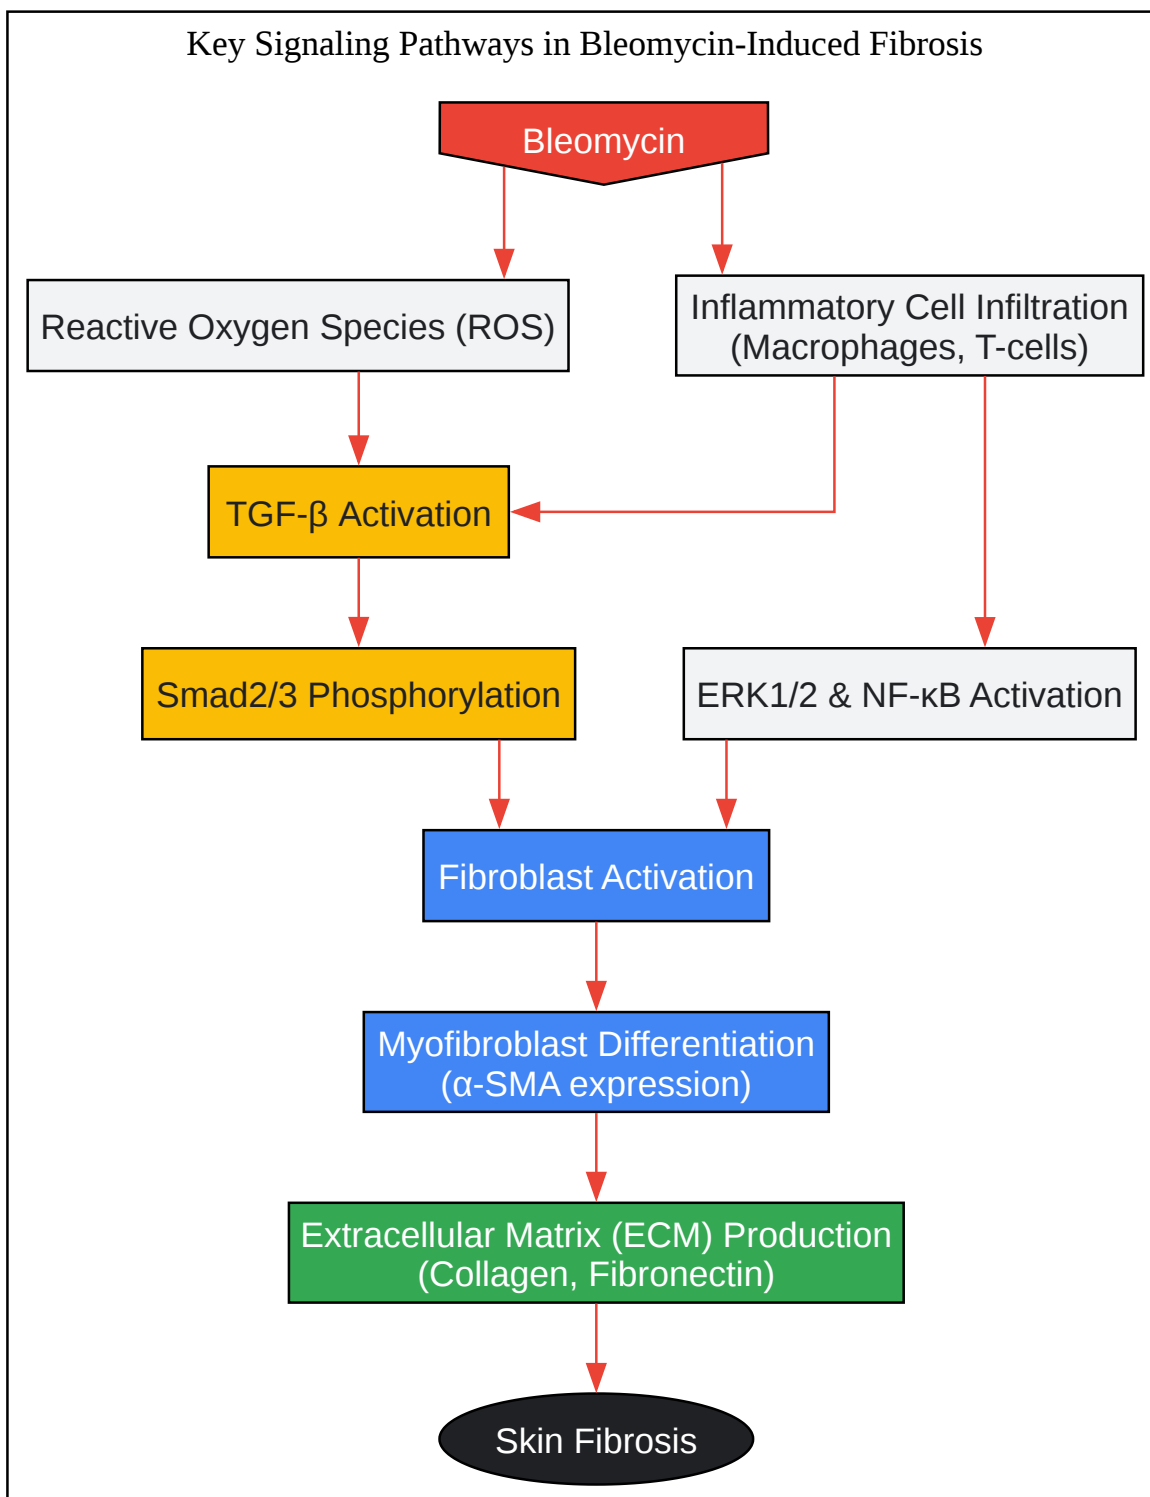 Key Signaling Pathways in Bleomycin-Induced Fibrosis
Bleomycin
Reactive Oxygen Species (ROS)
Inflammatory Cell Infiltration
(Macrophages, T-cells)
TGF-β Activation
Smad2/3 Phosphorylation
ERK1/2 & NF-κB Activation
Fibroblast Activation
Myofibroblast Differentiation
(α-SMA expression)
Extracellular Matrix (ECM) Production
(Collagen, Fibronectin)
Skin Fibrosis